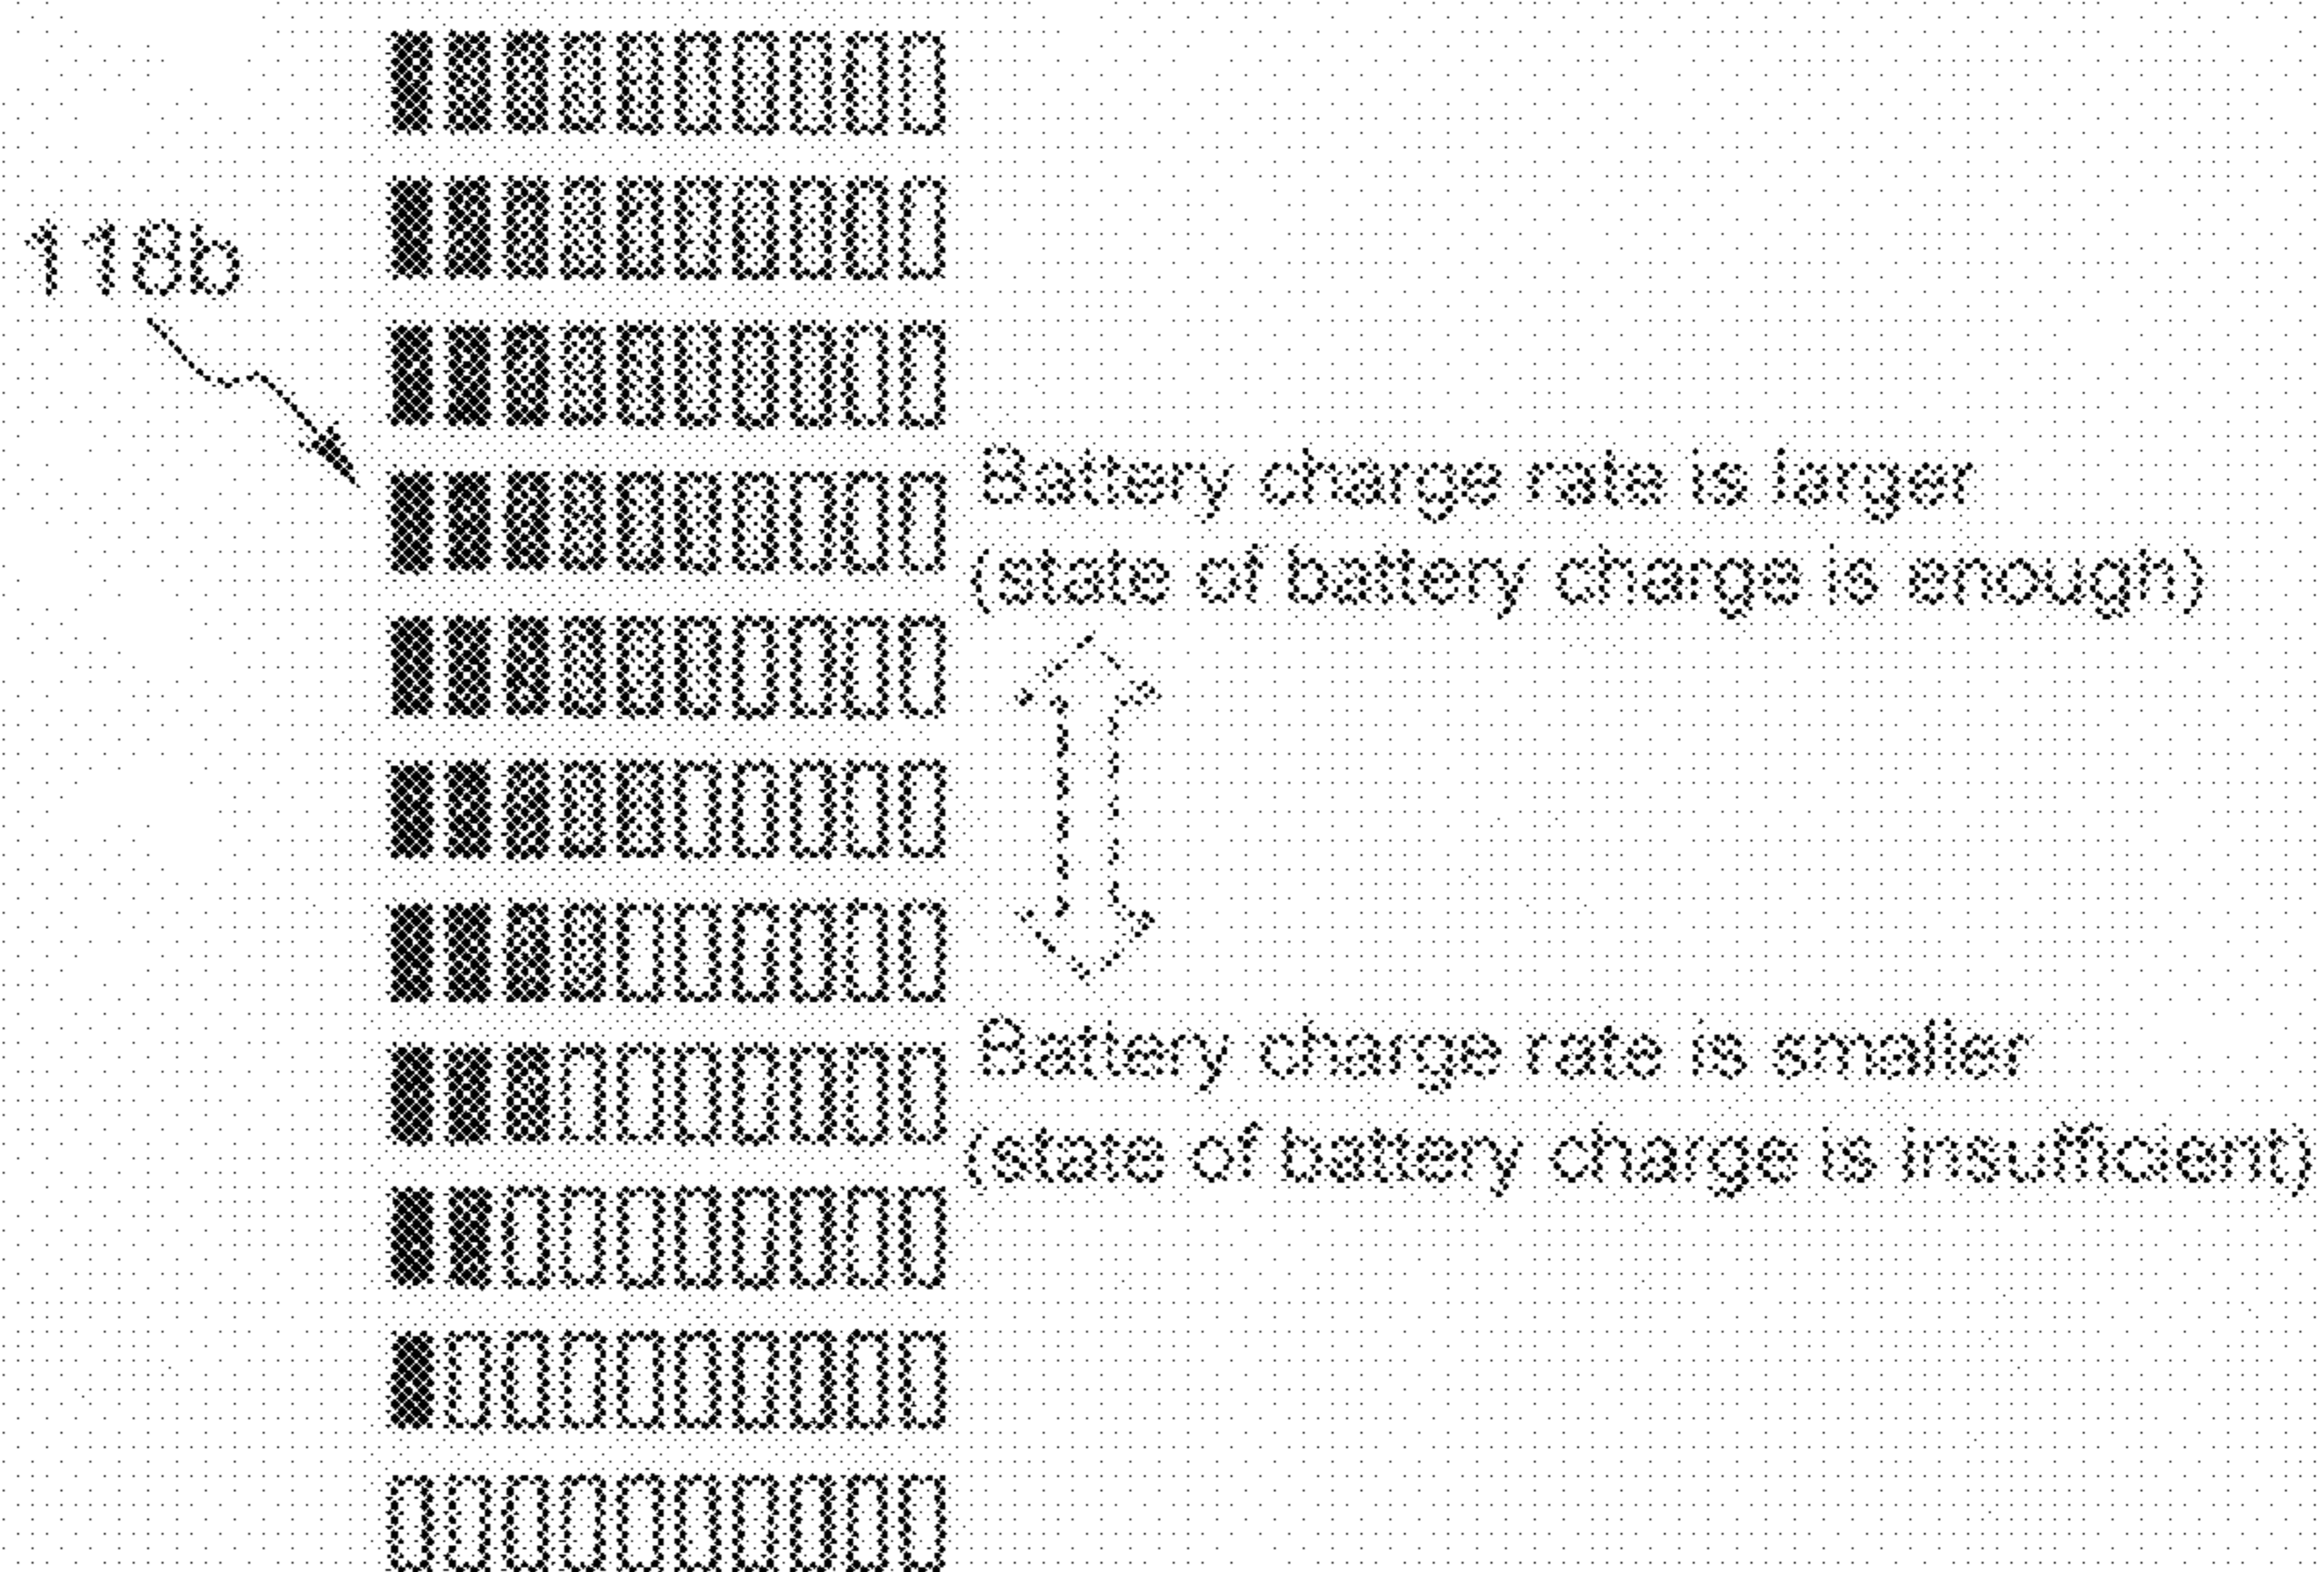 118b
Battery charge rate is larger
(state of battery charge is enough)
Battery charge rate is smaller
(state of battery charge is insufficient)